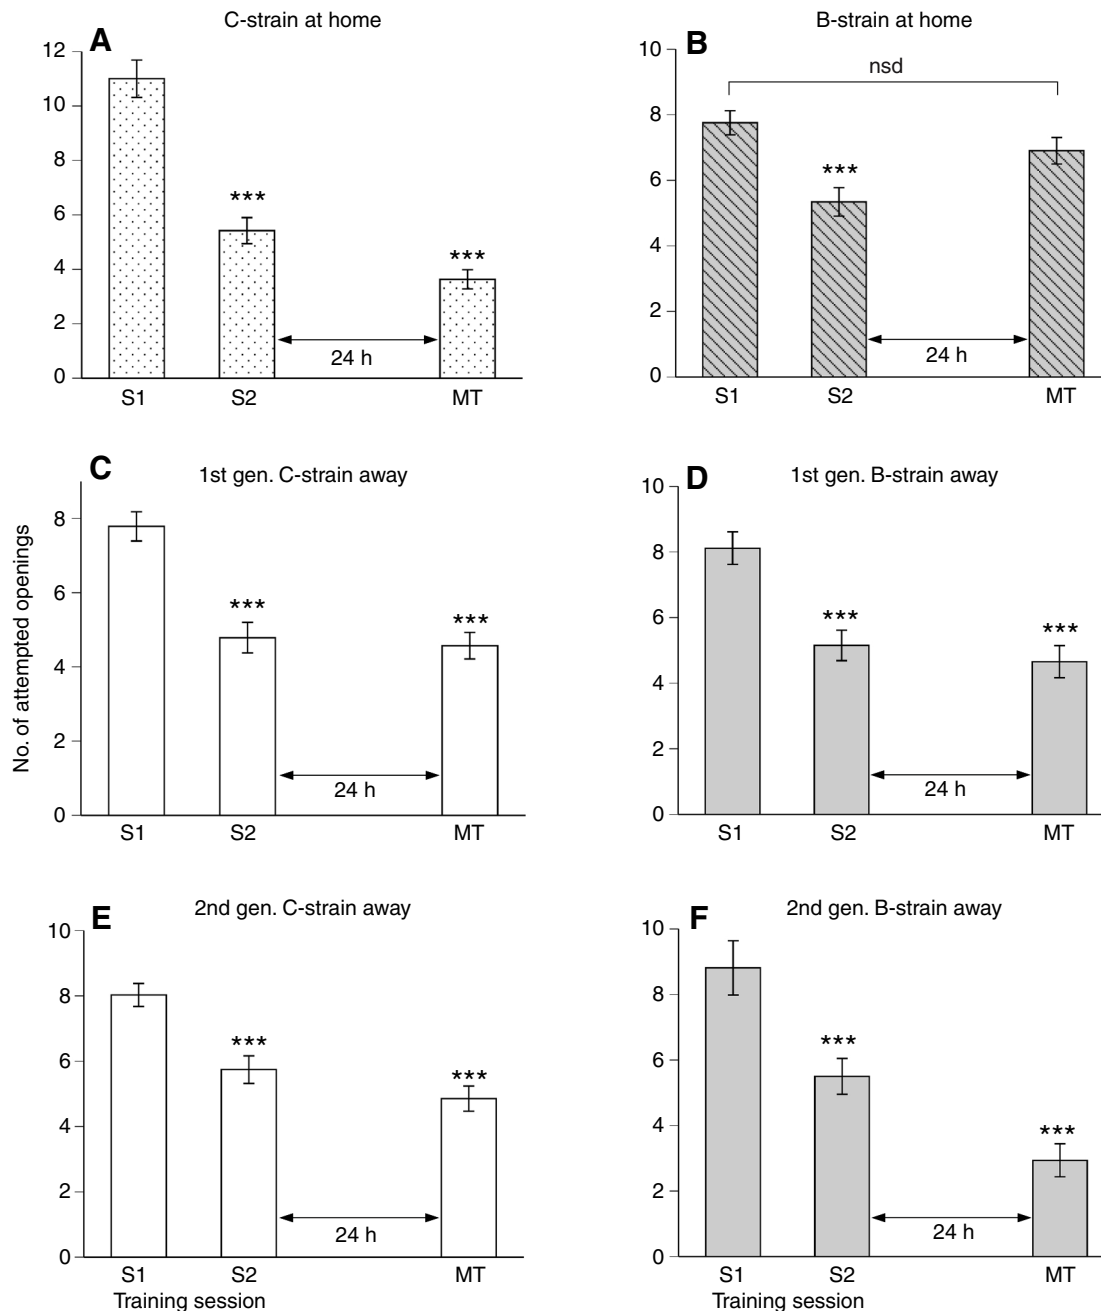 A
C-strain at home
12
10
8
6
4
2
0
***
***
24 h
S1 S2 MT
B
B-strain at home
10
8
6
4
2
0
nsd
***
24 h
S1 S2 MT
No. of attempted openings
C
1st gen. C-strain away
8
6
4
2
0
***
***
24 h
S1 S2 MT
D
1st gen. B-strain away
10
8
6
4
2
0
***
***
24 h
S1 S2 MT
E
2nd gen. C-strain away
10
8
6
4
2
0
***
***
24 h
S1 S2 MT
Training session
F
2nd gen. B-strain away
10
8
6
4
2
0
***
***
24 h
S1 S2 MT
Training session